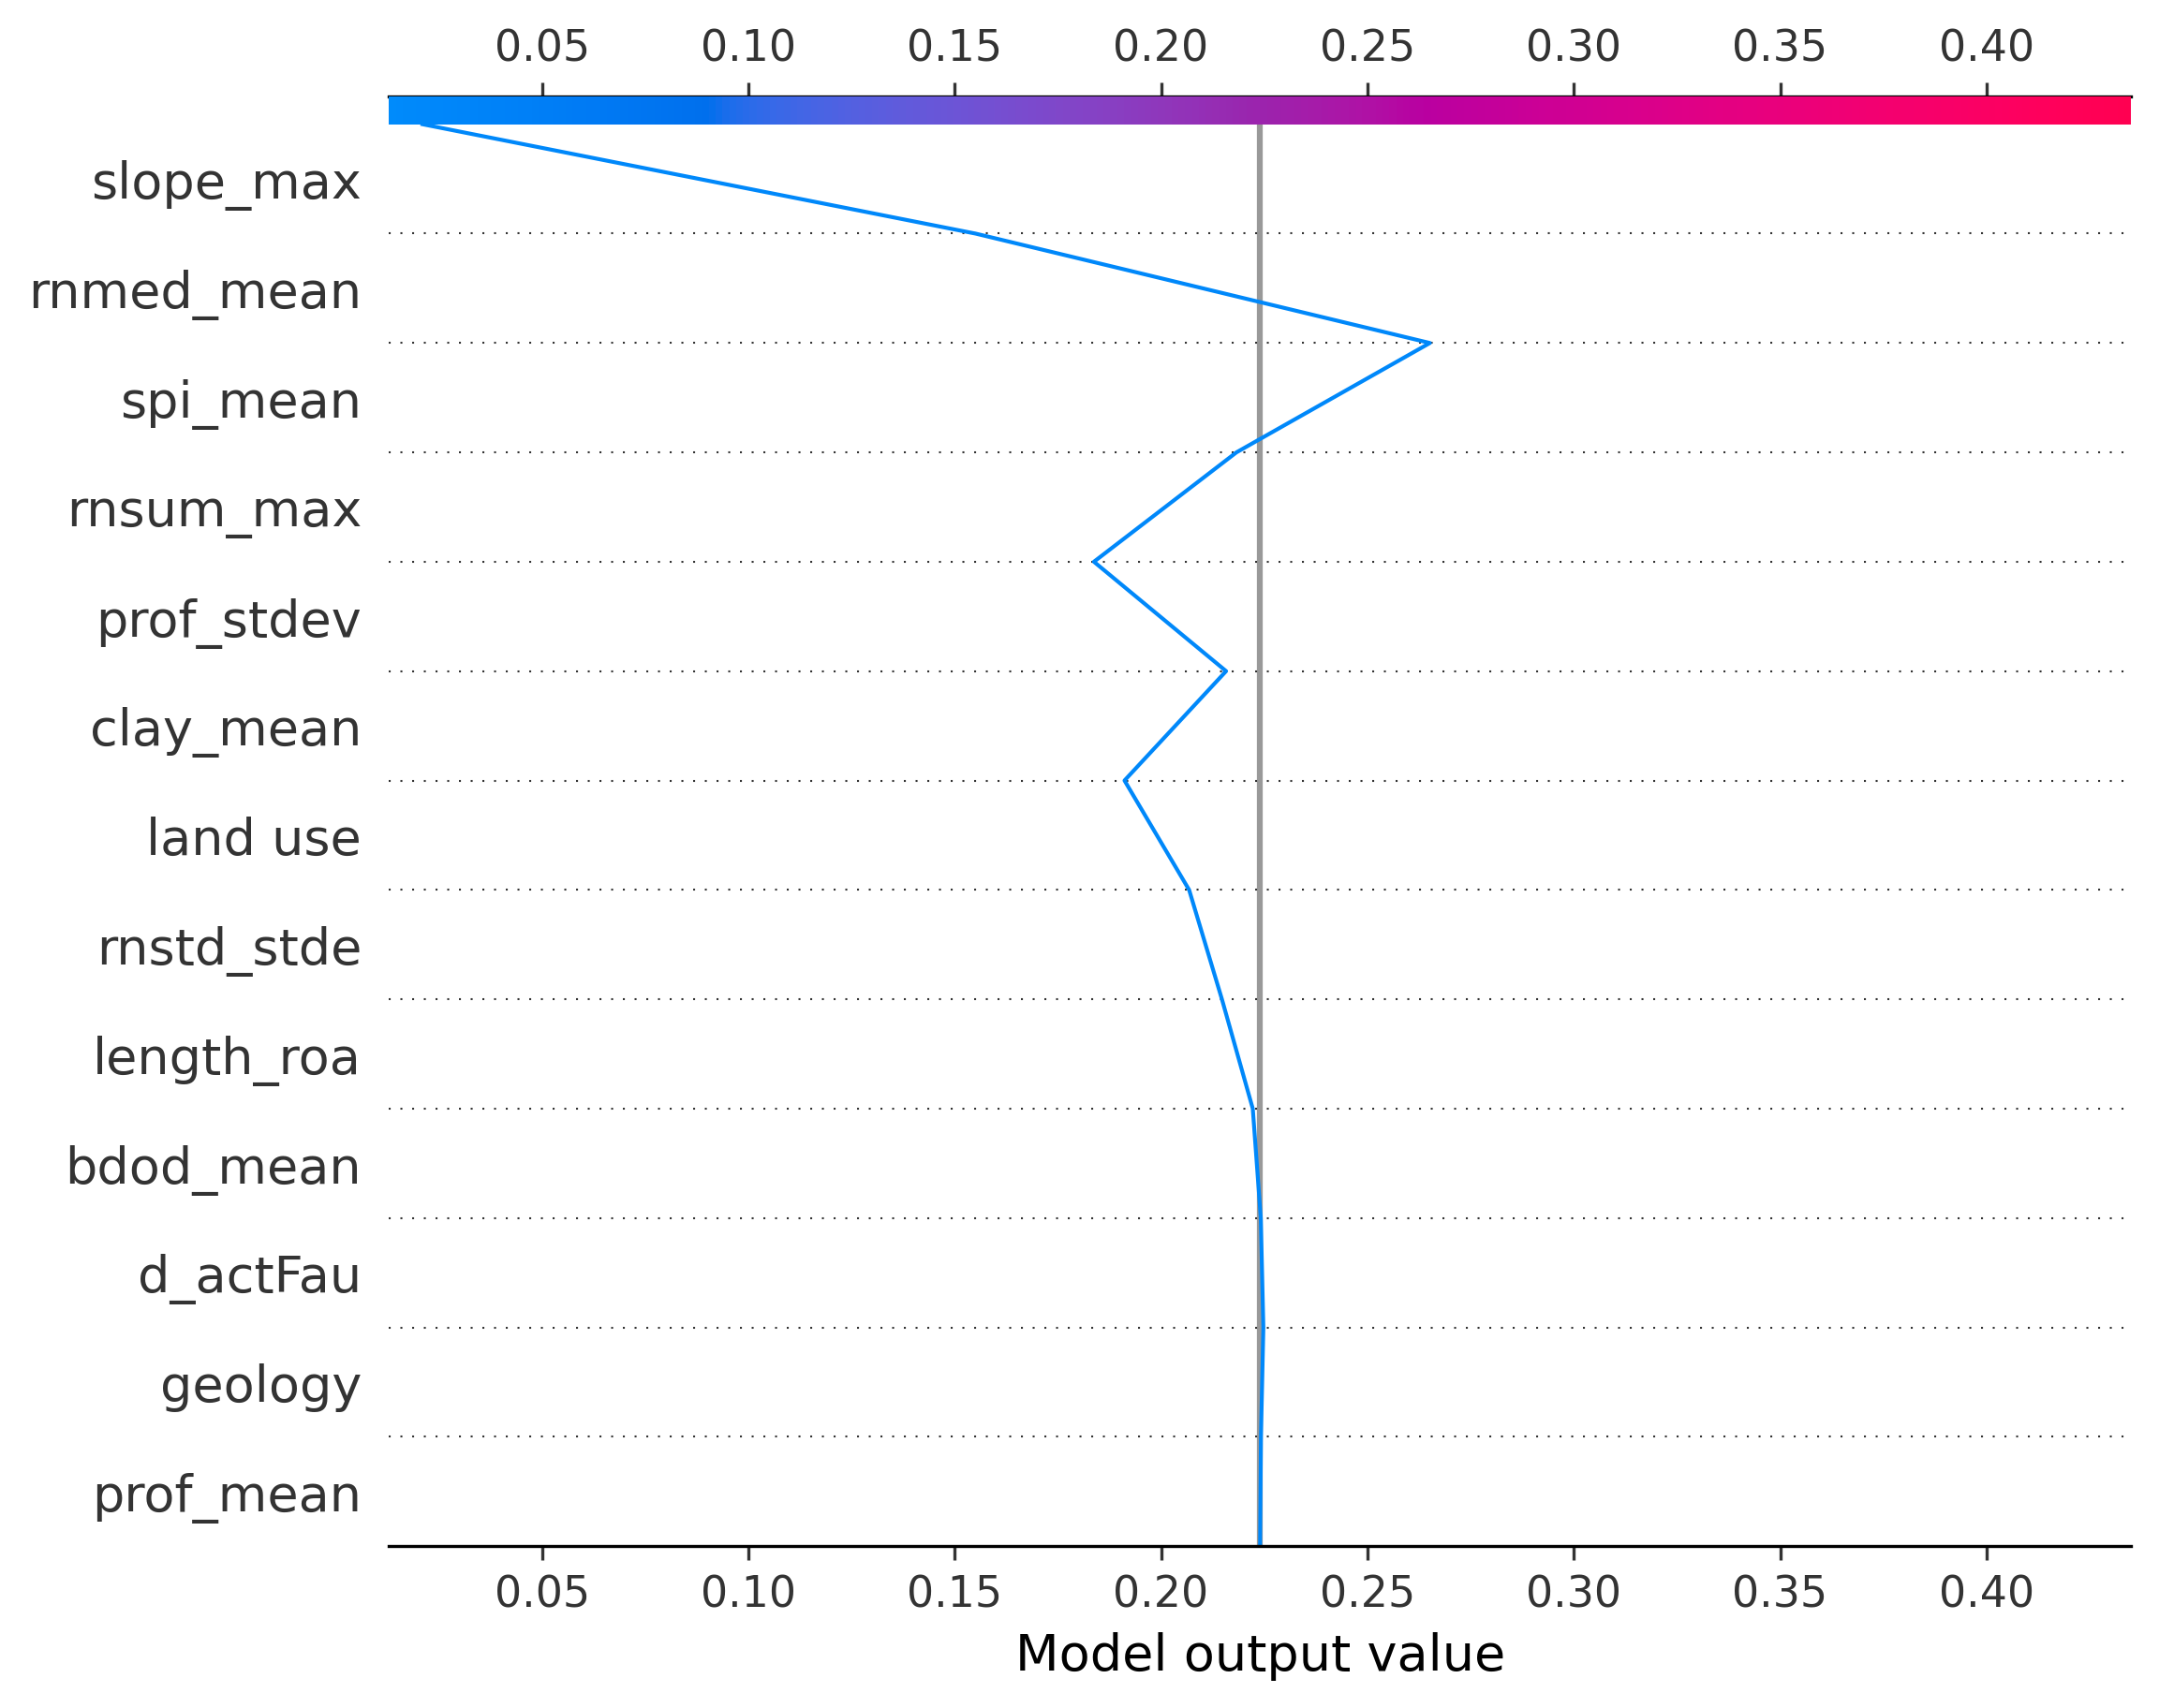 0.05 0.10 0.15 0.20 0.25 0.30 0.35 0.40
slope_max
rnmed_mean
spi_mean
rnsum_max
prof_stdev
clay_mean
land use
rnstd_stde
length_roa
bdod_mean
d_actFau
geology
prof_mean
0.05 0.10 0.15 0.20 0.25 0.30 0.35 0.40
Model output value